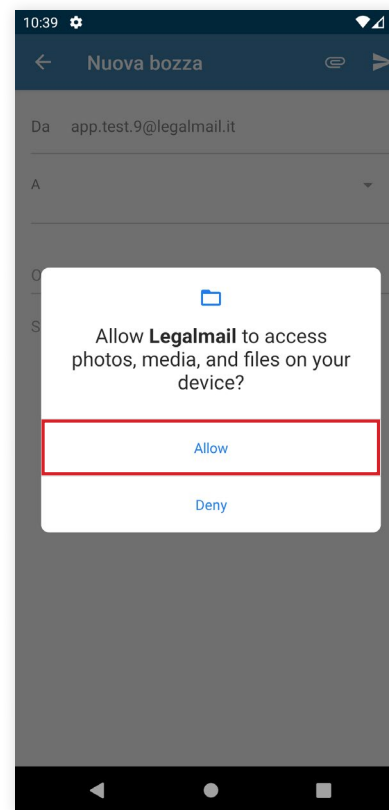 10:39
Nuova bozza
Da app.test.9@legalmail.it
A
O
S
Allow Legalmail to access
photos, media, and files on your
device?
Allow
Deny